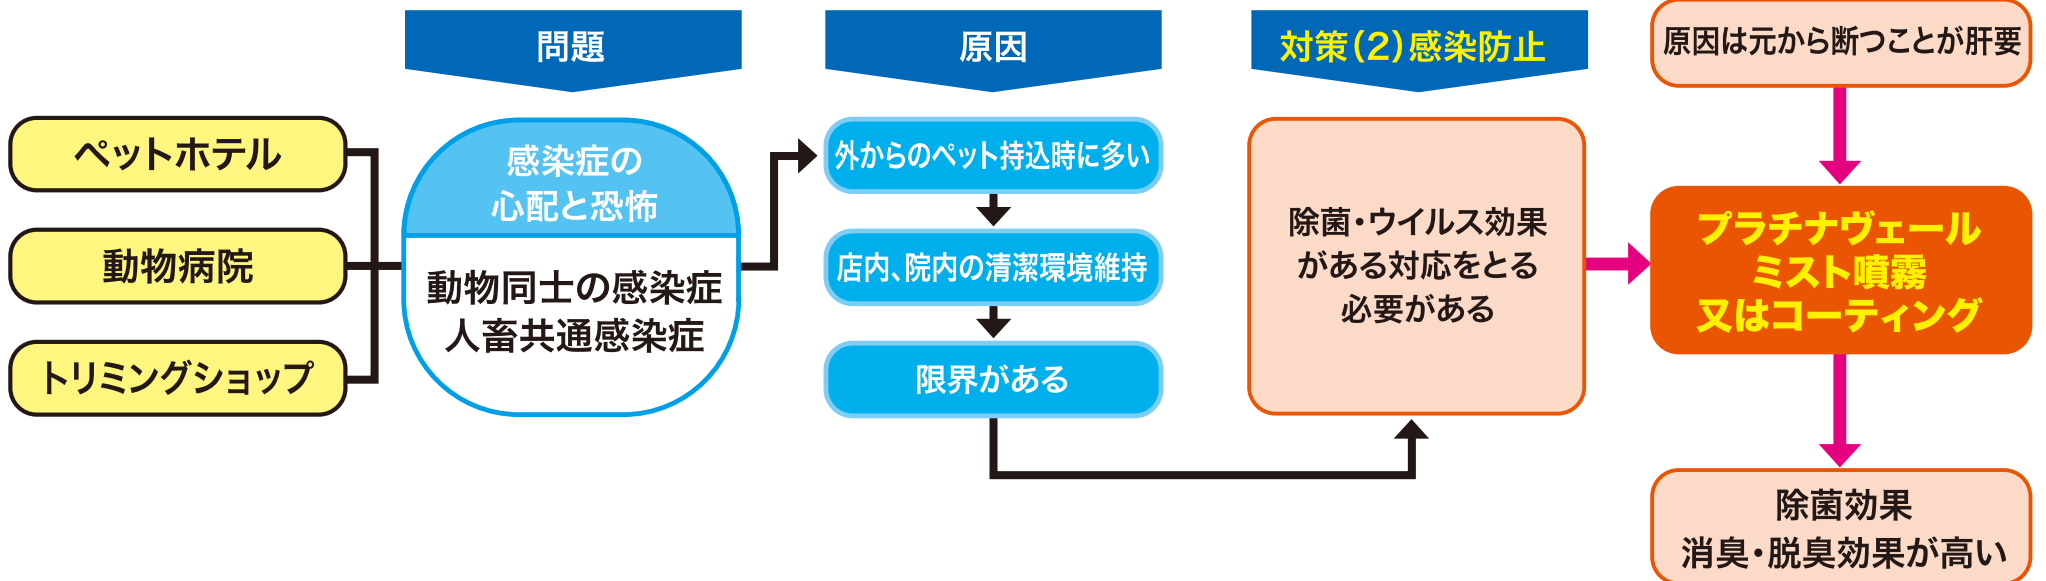 問題
原因
対策（2）感染防止
ペットホテル
動物病院
トリミングショップ
感染症の
心配と恐怖
動物同士の感染症
人畜共通感染症
外からのペット持込時に多い
店内、院内の清潔環境維持
限界がある
除菌・ウイルス効果
がある対応をとる
必要がある
原因は元から断つことが肝要
プラチナヴェール
ミスト噴霧
又はコーティング
除菌効果
消臭・脱臭効果が高い